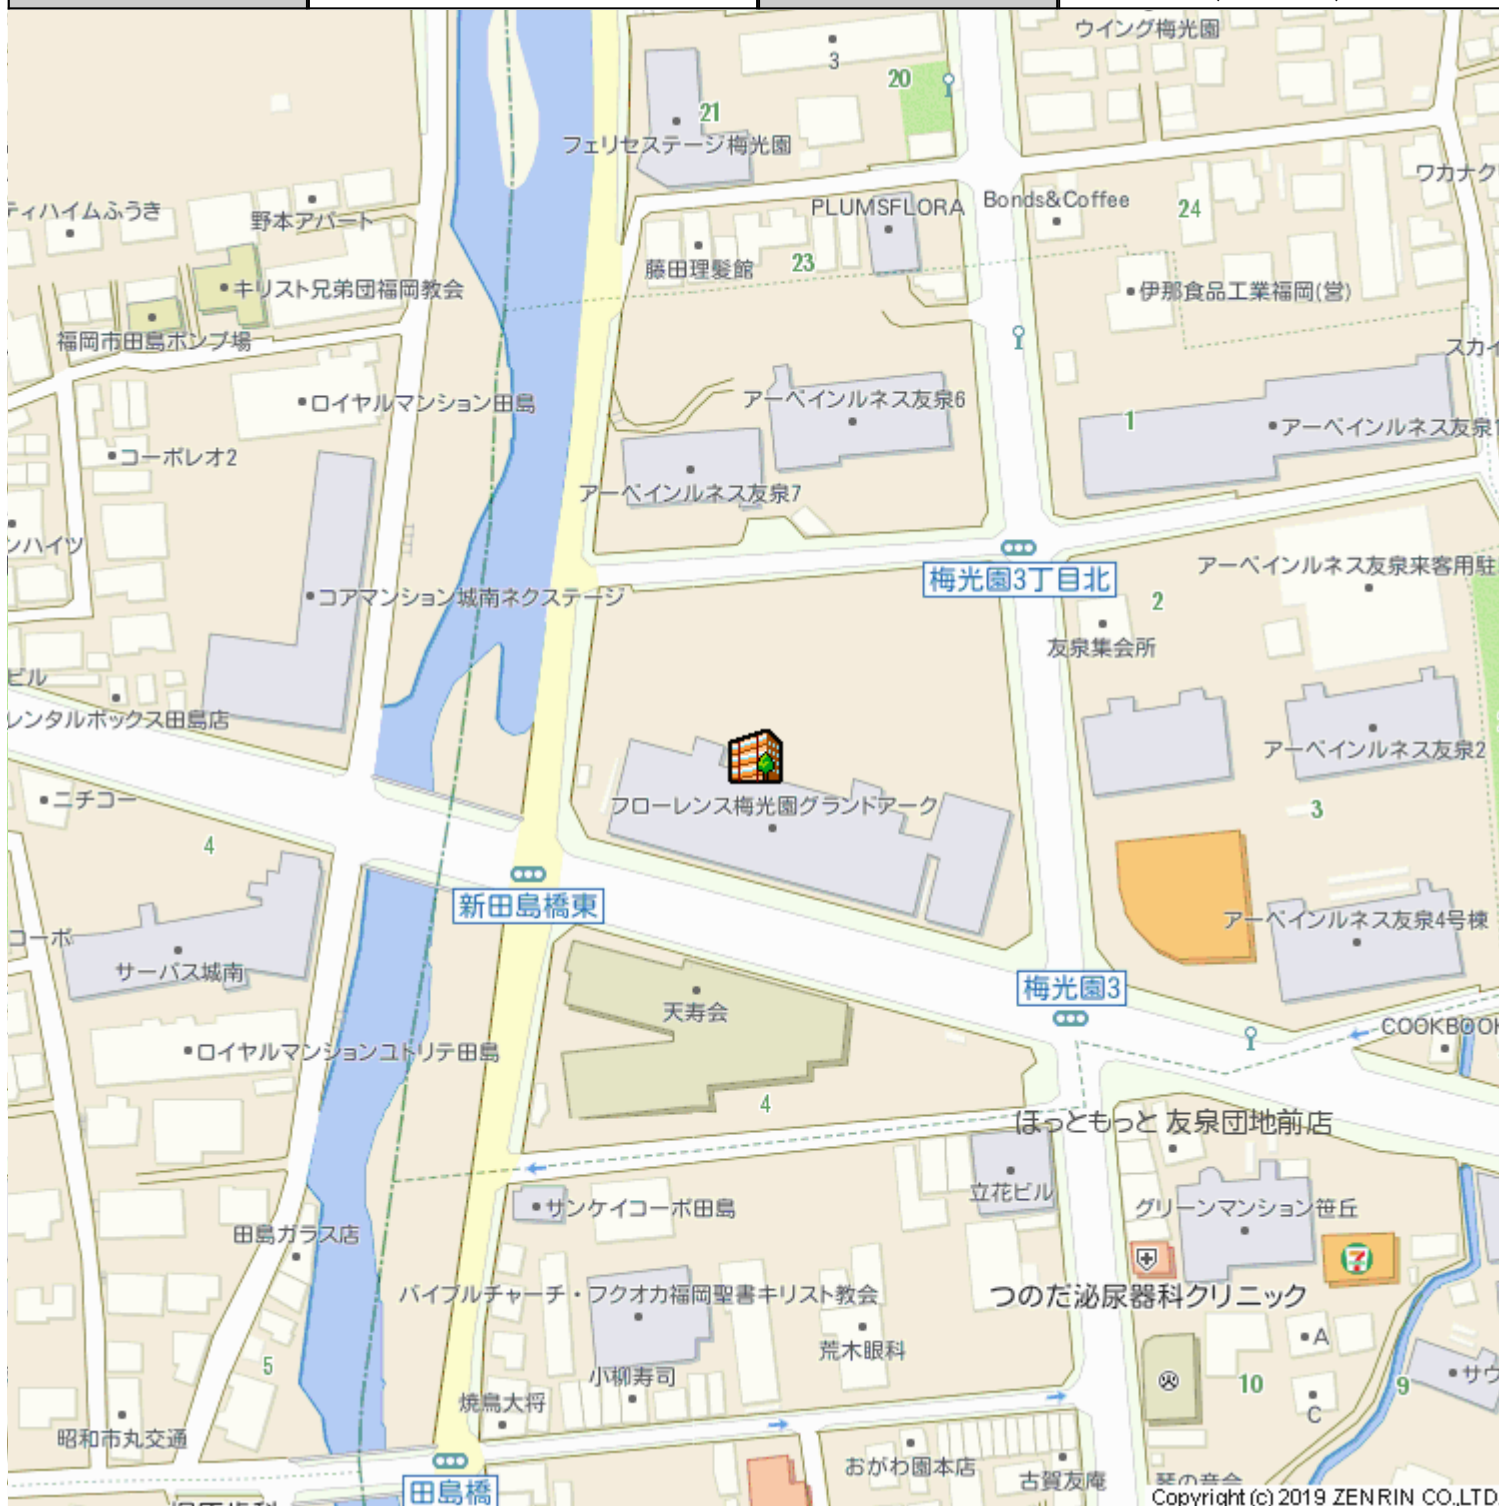 ウイング梅光園
3
20
21
フェリセステージ梅光園
ワカナク
ティハイムふうき
野本アパート
PLUMSFLORA
Bonds&Coffee
24
藤田理髪館
23
キリスト兄弟団福岡教会
伊那食品工業福岡(営)
福岡市田島ポンプ場
スカイ
ロイヤルマンション田島
アーベインルネス友泉6
1
アーベインルネス友泉1
コーポレオ2
アーベインルネス友泉7
ンハイツ
梅光園3丁目北
アーベインルネス友泉来客用駐
コアマンション城南ネクステージ
2
友泉集会所
ビル
レンタルボックス田島店
アーベインルネス友泉2
ニチコー
フローレンス梅光園グランドアーク
3
4
新田島橋東
アーベインルネス友泉4号棟
コーポ
サーパス城南
梅光園3
天寿会
COOKBOOK
ロイヤルマンションユトリテ田島
4
ほっともっと 友泉団地前店
立花ビル
サンケイコーポ田島
グリーンマンション笹丘
田島ガラス店
7
バイブルチャーチ・フクオカ福岡聖書キリスト教会
つのだ泌尿器科クリニック
A
荒木眼科
5
小柳寿司
サウ
10
9
焼鳥大将
C
昭和市丸交通
おがわ園本店
古賀友庵
田島橋
Copyright (c) 2019 ZENRIN CO.,LTD